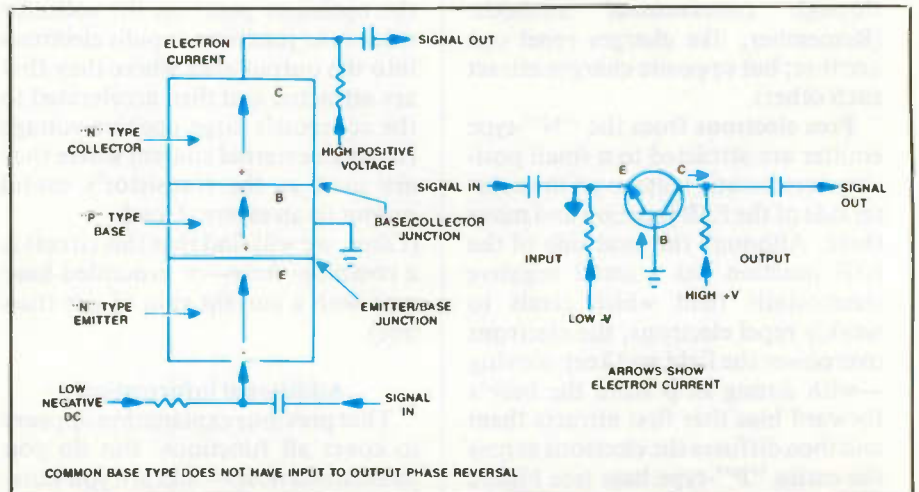 ELECTRON
CURRENT
SIGNAL OUT
C
"N" TYPE
COLLECTOR
HIGH POSITIVE
VOLTAGE
"P" TYPE
BASE
B
SE/COLLECTOR
JUNCTION
"N" TYPE
EMITTER
E
EMITTER/BASE
JUNCTION
LOW
NEGATIVE
DC
SIGNAL
IN
SIGNAL IN
E
C
SIGNAL
OUT
INPUT
B
OUTPUT
LOW -V
HIGH +V
ARROWS SHOW
ELECTRON CURRENT
COMMON BASE TYPE DOES NOT HAVE INPUT TO OUTPUT PHASE REVERSAL